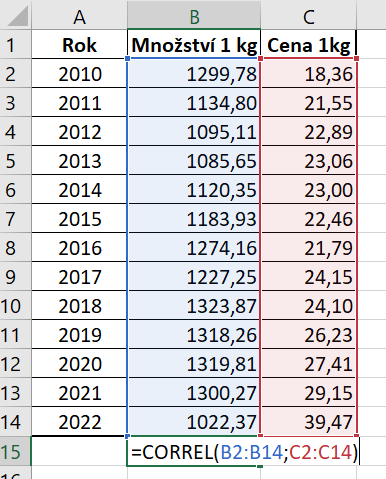 A B C
1 Rok Množství 1 kg Cena 1kg
2 2010 1299,78 18,36
3 2011 1134,80 21,55
4 2012 1095,11 22,89
5 2013 1085,65 23,06
6 2014 1120,35 23,00
7 2015 1183,93 22,46
8 2016 1274,16 21,79
9 2017 1227,25 24,15
10 2018 1323,87 24,10
11 2019 1318,26 26,23
12 2020 1319,81 27,41
13 2021 1300,27 29,15
14 2022 1022,37 39,47
15 =CORREL(B2:B14;C2:C14)